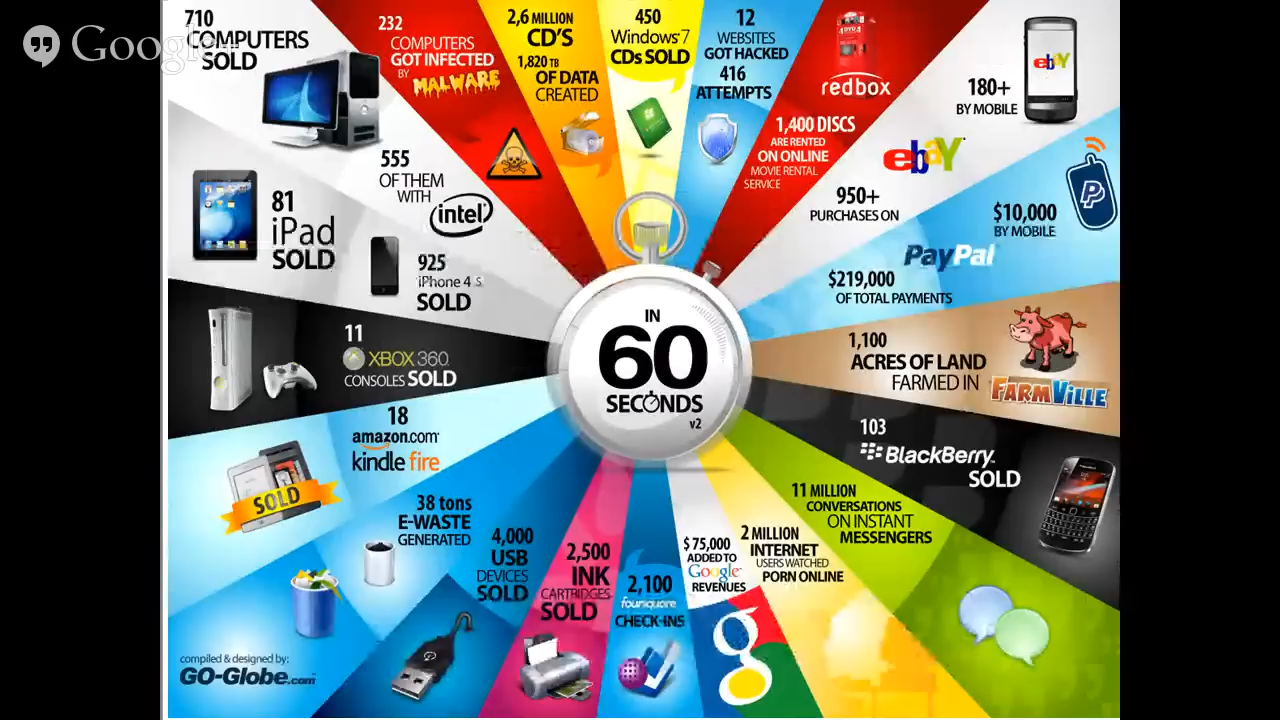 Google+
710
COMPUTERS
SOLD
555
OF THEM
WITH
intel
232
COMPUTERS
GOT INFECTED
BY
MALWARE
2,6 MILLION
CD'S
1,820 TB
OF DATA
CREATED
450
Windows 7
CDs SOLD
12
WEBSITES
GOT HACKED
416
ATTEMPTS
redbox
1,400 DISCS
ARE RENTED
ON ONLINE
MOVIE RENTAL
SERVICE
ebay
180+
BY MOBILE
ebay
950+
PURCHASES ON
P
$10,000
BY MOBILE
PayPal
$219,000
OF TOTAL PAYMENTS
1,100
ACRES OF LAND
FARMED IN
FARMVILLE
103
BlackBerry.
SOLD
11 MILLION
CONVERSATIONS
ON INSTANT
MESSENGERS
2 MILLION
INTERNET
USERS WATCHED
PORN ONLINE
$75,000
ADDED TO
Google
REVENUES
g
2,100
foursquare
CHECK-INS
2,500
INK
CARTRIDGES
SOLD
4,000
USB
DEVICES
SOLD
38 tons
E-WASTE
GENERATED
18
amazon.com
kindle fire
SOLD
11
XBOX 360
CONSOLES SOLD
925
iPhone 4 S
SOLD
81
iPad
SOLD
IN
60
SECONDS
v2
compiled & designed by:
GO-Globe.com